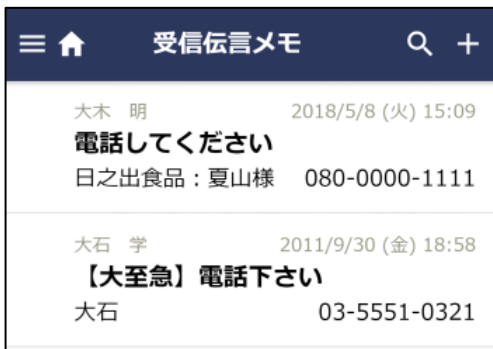 受信伝言メモ
大木 明 2018/5/8 (火) 15:09
電話してください
日之出食品：夏山様 080-0000-1111
大石 学 2011/9/30 (金) 18:58
【大至急】電話下さい
大石 03-5551-0321